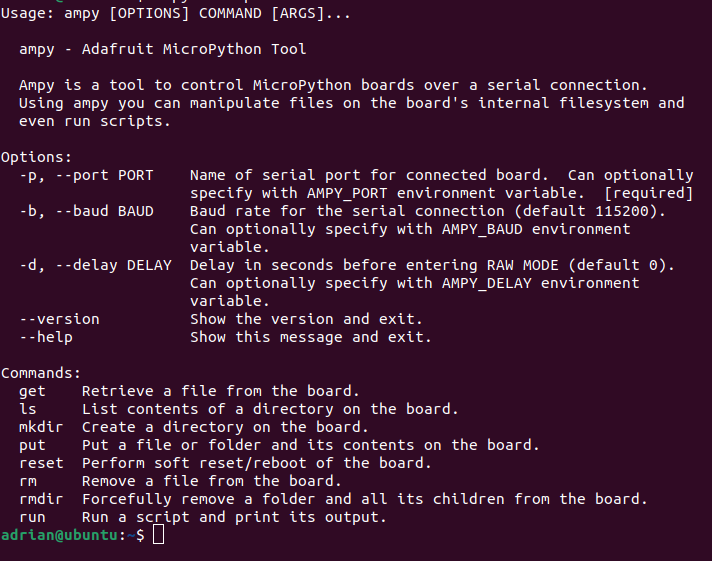 Usage: ampy [OPTIONS] COMMAND [ARGS]...
ampy - Adafruit MicroPython Tool
Ampy is a tool to control MicroPython boards over a serial connection.
Using ampy you can manipulate files on the board's internal filesystem and
even run scripts.
Options:
-p, --port PORT    Name of serial port for connected board.  Can optionally
specify with AMPY_PORT environment variable.  [required]
-b, --baud BAUD    Baud rate for the serial connection (default 115200).
Can optionally specify with AMPY_BAUD environment
variable.
-d, --delay DELAY  Delay in seconds before entering RAW MODE (default 0).
Can optionally specify with AMPY_DELAY environment
variable.
--version          Show the version and exit.
--help             Show this message and exit.
Commands:
get    Retrieve a file from the board.
ls     List contents of a directory on the board.
mkdir  Create a directory on the board.
put    Put a file or folder and its contents on the board.
reset  Perform soft reset/reboot of the board.
rm     Remove a file from the board.
rmdir  Forcefully remove a folder and all its children from the board.
run    Run a script and print its output.
adrian@ubuntu:~$